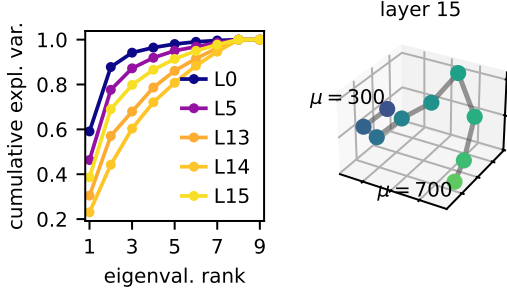 layer 15
cumulative expl. var.
1.0
0.8
0.6
0.4
0.2
L0
L5
L13
L14
L15
1 3 5 7 9
eigenval. rank
μ = 300
μ = 700